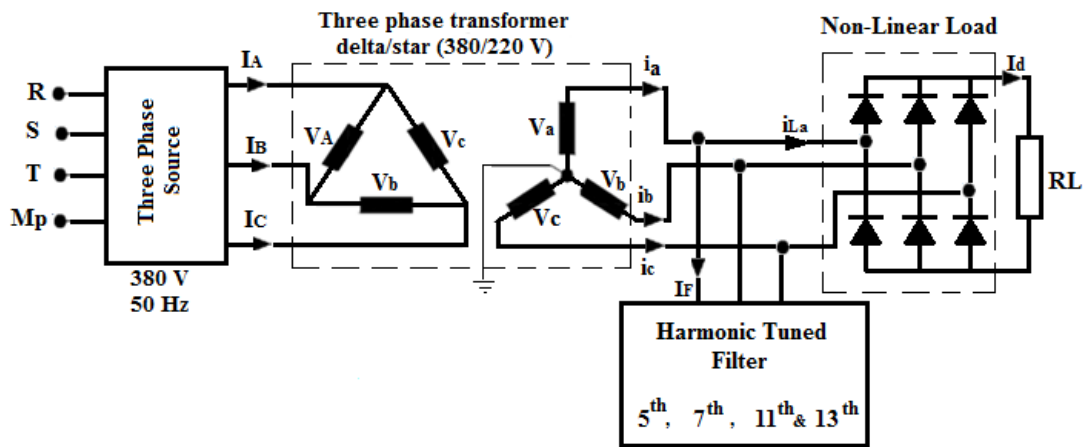 Three phase transformer
delta/star (380/220 V)
Non-Linear Load
R
S
T
Mp
Three Phase
Source
380 V
50 Hz
IA
IB
IC
VA
Vc
Vb
Va
Vb
Vc
ia
ib
ic
iLa
Id
RL
IF
Harmonic Tuned
Filter
5th, 7th, 11th & 13th